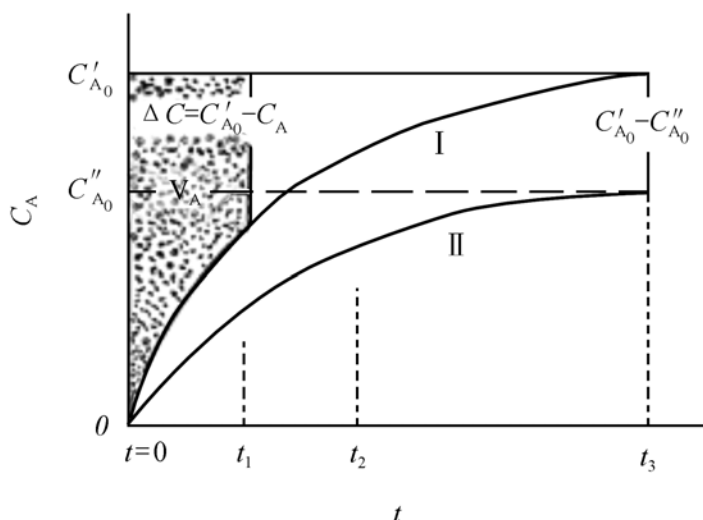 C′A0
ΔC=C′A0−CA
C′A0−C″A0
I
C″A0
VA
CA
II
0
t=0
t1
t2
t3
t